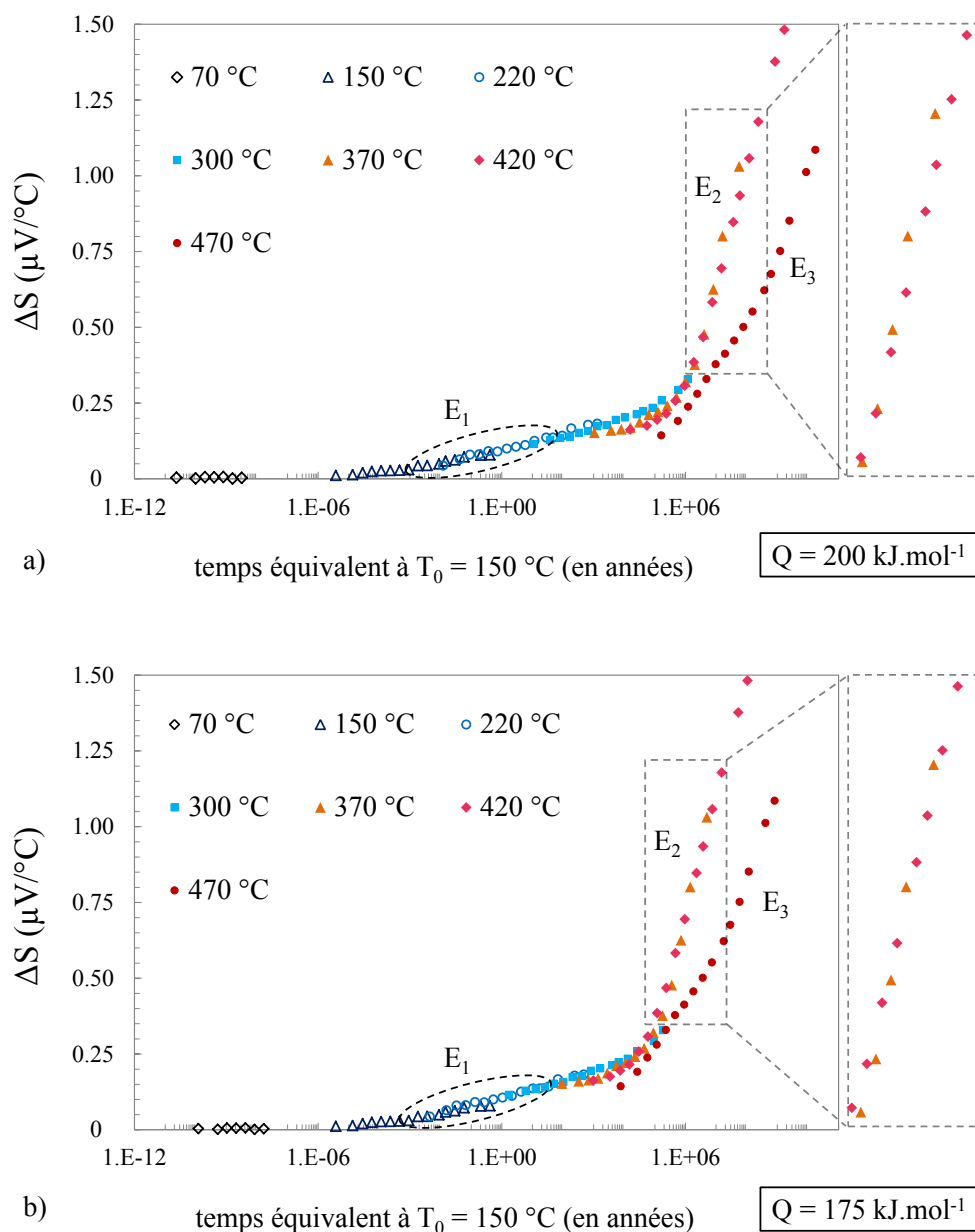 a)
ΔS (µV/°C)
1.50
1.25
1.00
0.75
0.50
0.25
0
70 °C 150 °C 220 °C
300 °C 370 °C 420 °C
470 °C
E1
E2
E3
1.E-12 1.E-06 1.E+00 1.E+06
temps équivalent à T0 = 150 °C (en années)
Q = 200 kJ.mol-1
b)
ΔS (µV/°C)
1.50
1.25
1.00
0.75
0.50
0.25
0
70 °C 150 °C 220 °C
300 °C 370 °C 420 °C
470 °C
E1
E2
E3
1.E-12 1.E-06 1.E+00 1.E+06
temps équivalent à T0 = 150 °C (en années)
Q = 175 kJ.mol-1